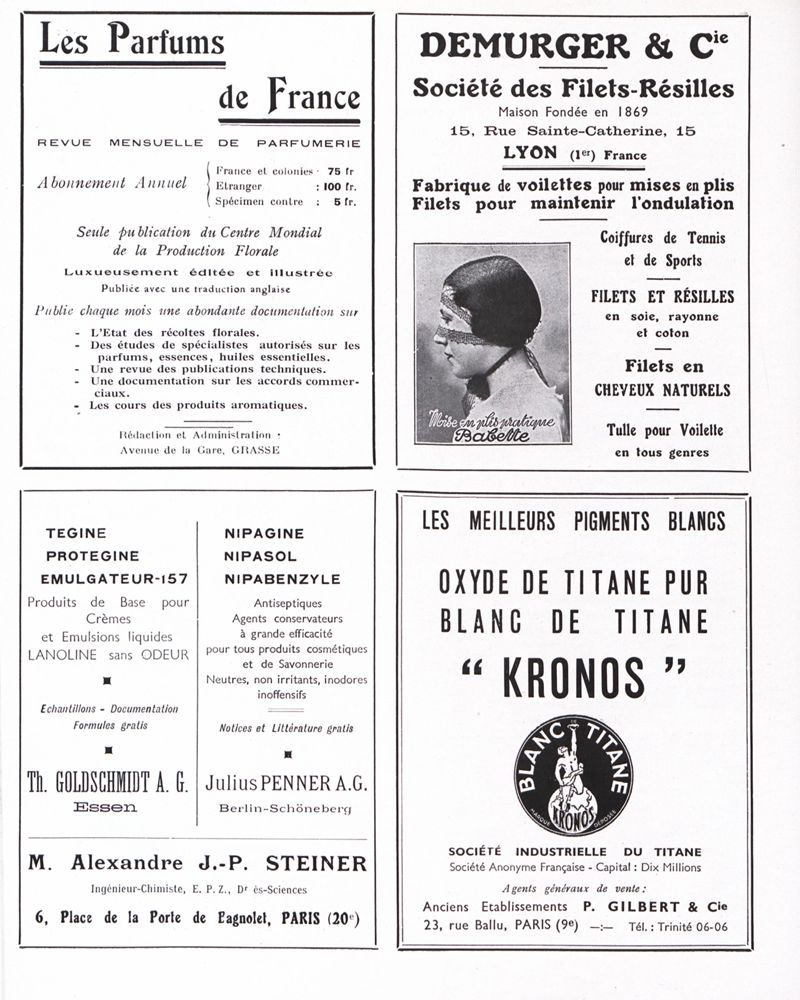 Les Parfums
de France
REVUE MENSUELLE DE PARFUMERIE
Abonnement Annuel
France et colonies · 75 fr
Etranger : 100 fr.
Spécimen contre : 5 fr.
Seule publication du Centre Mondial
de la Production Florale
Luxueusement éditée et illustrée
Publiée avec une traduction anglaise
Publie chaque mois une abondante documentation sur
- L'Etat des récoltes florales.
- Des études de spécialistes autorisés sur les
parfums, essences, huiles essentielles.
- Une revue des publications techniques.
- Une documentation sur les accords commer-
ciaux.
- Les cours des produits aromatiques.
Rédaction et Administration :
Avenue de la Gare, GRASSE
DEMURGER & Cie
Société des Filets-Résilles
Maison Fondée en 1869
15, Rue Sainte-Catherine, 15
LYON (1er) France
Fabrique de voilettes pour mises en plis
Filets pour maintenir l'ondulation
Mise en plis pratique
Babette
Coiffures de Tennis
et de Sports
FILETS ET RÉSILLES
en soie, rayonne
et coton
Filets en
CHEVEUX NATURELS
Tulle pour Voilette
en tous genres
TEGINE
PROTEGINE
EMULGATEUR-157
Produits de Base pour
Crèmes
et Emulsions liquides
LANOLINE sans ODEUR
Echantillons - Documentation
Formules gratis
Th. GOLDSCHMIDT A. G.
Essen
NIPAGINE
NIPASOL
NIPABENZYLE
Antiseptiques
Agents conservateurs
à grande efficacité
pour tous produits cosmétiques
et de Savonnerie
Neutres, non irritants, inodores
inoffensifs
Notices et Littérature gratis
Julius PENNER A.G.
Berlin-Schöneberg
M. Alexandre J.-P. STEINER
Ingénieur-Chimiste, E. P. Z., Dr ès-Sciences
6, Place de la Porte de Bagnolet, PARIS (20e)
LES MEILLEURS PIGMENTS BLANCS
OXYDE DE TITANE PUR
BLANC DE TITANE
“ KRONOS ”
BLANC DE TITANE
KRONOS
MARQUE DÉPOSÉE
SOCIÉTÉ INDUSTRIELLE DU TITANE
Société Anonyme Française - Capital : Dix Millions
Agents généraux de vente :
Anciens Etablissements P. GILBERT & Cie
23, rue Ballu, PARIS (9e) —:— Tél. : Trinité 06-06